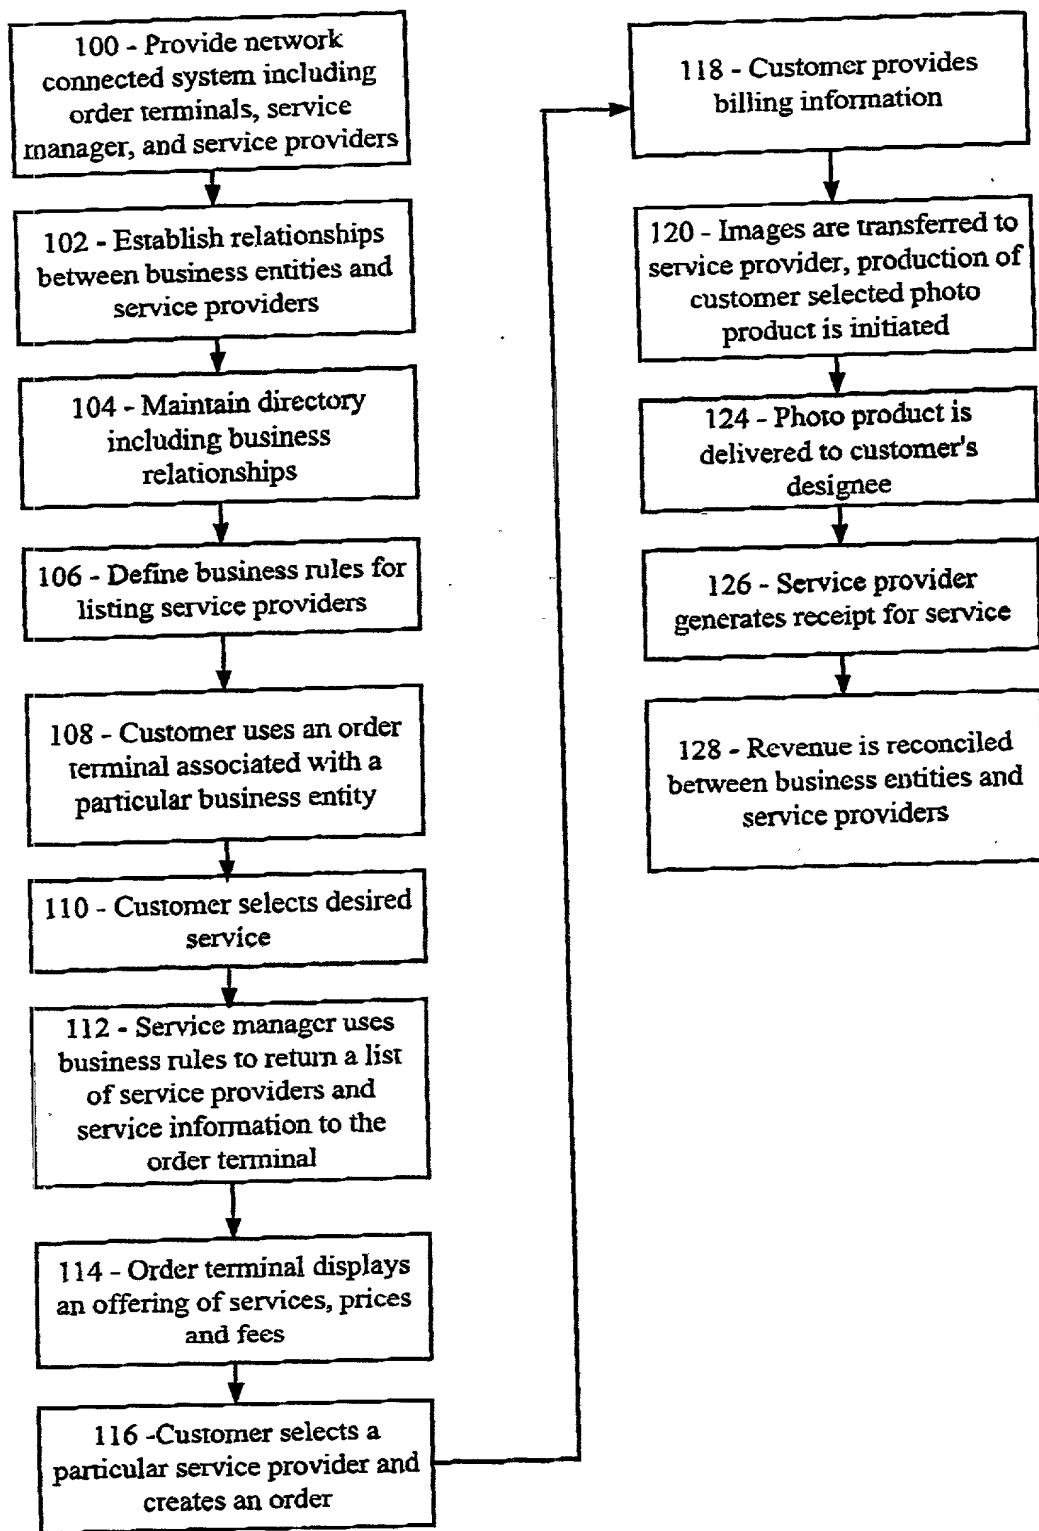 100 - Provide network
connected system including
order terminals, service
manager, and service providers
102 - Establish relationships
between business entities and
service providers
104 - Maintain directory
including business
relationships
106 - Define business rules for
listing service providers
108 - Customer uses an order
terminal associated with a
particular business entity
110 - Customer selects desired
service
112 - Service manager uses
business rules to return a list
of service providers and
service information to the
order terminal
114 - Order terminal displays
an offering of services, prices
and fees
116 -Customer selects a
particular service provider and
creates an order
118 - Customer provides
billing information
120 - Images are transferred to
service provider, production of
customer selected photo
product is initiated
124 - Photo product is
delivered to customer's
designee
126 - Service provider
generates receipt for service
128 - Revenue is reconciled
between business entities and
service providers